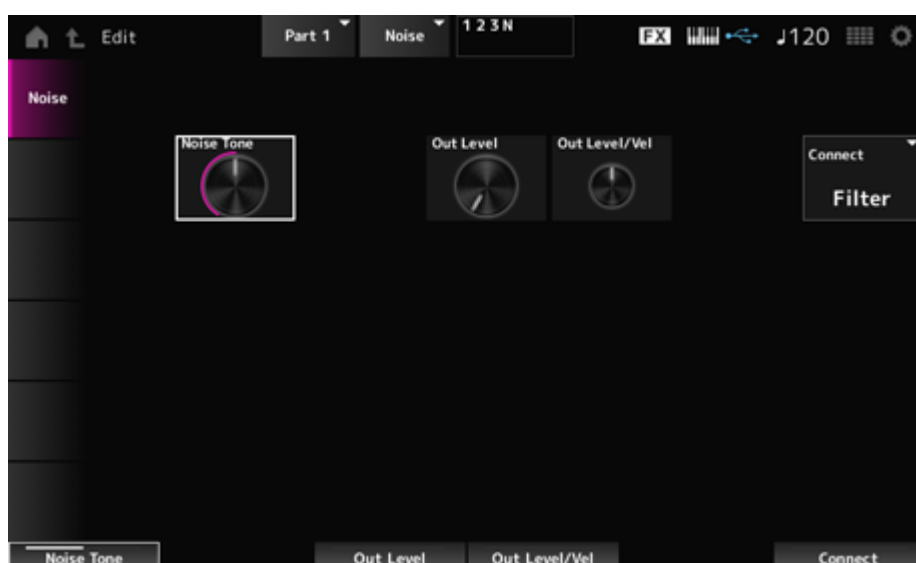 Edit Part 1 Noise 1 2 3 N FX ♩120
Noise
Noise Tone Out Level Out Level/Vel Connect
Filter
Noise Tone Out Level Out Level/Vel Connect